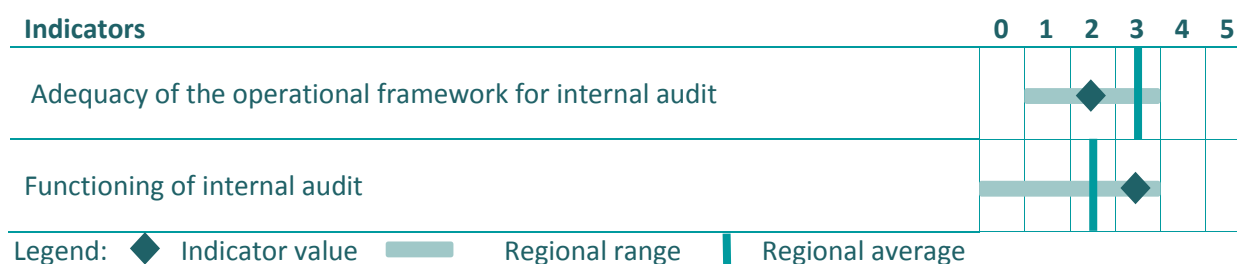 Indicators 0 1 2 3 4 5
Adequacy of the operational framework for internal audit
Functioning of internal audit
Legend: Indicator value Regional range Regional average